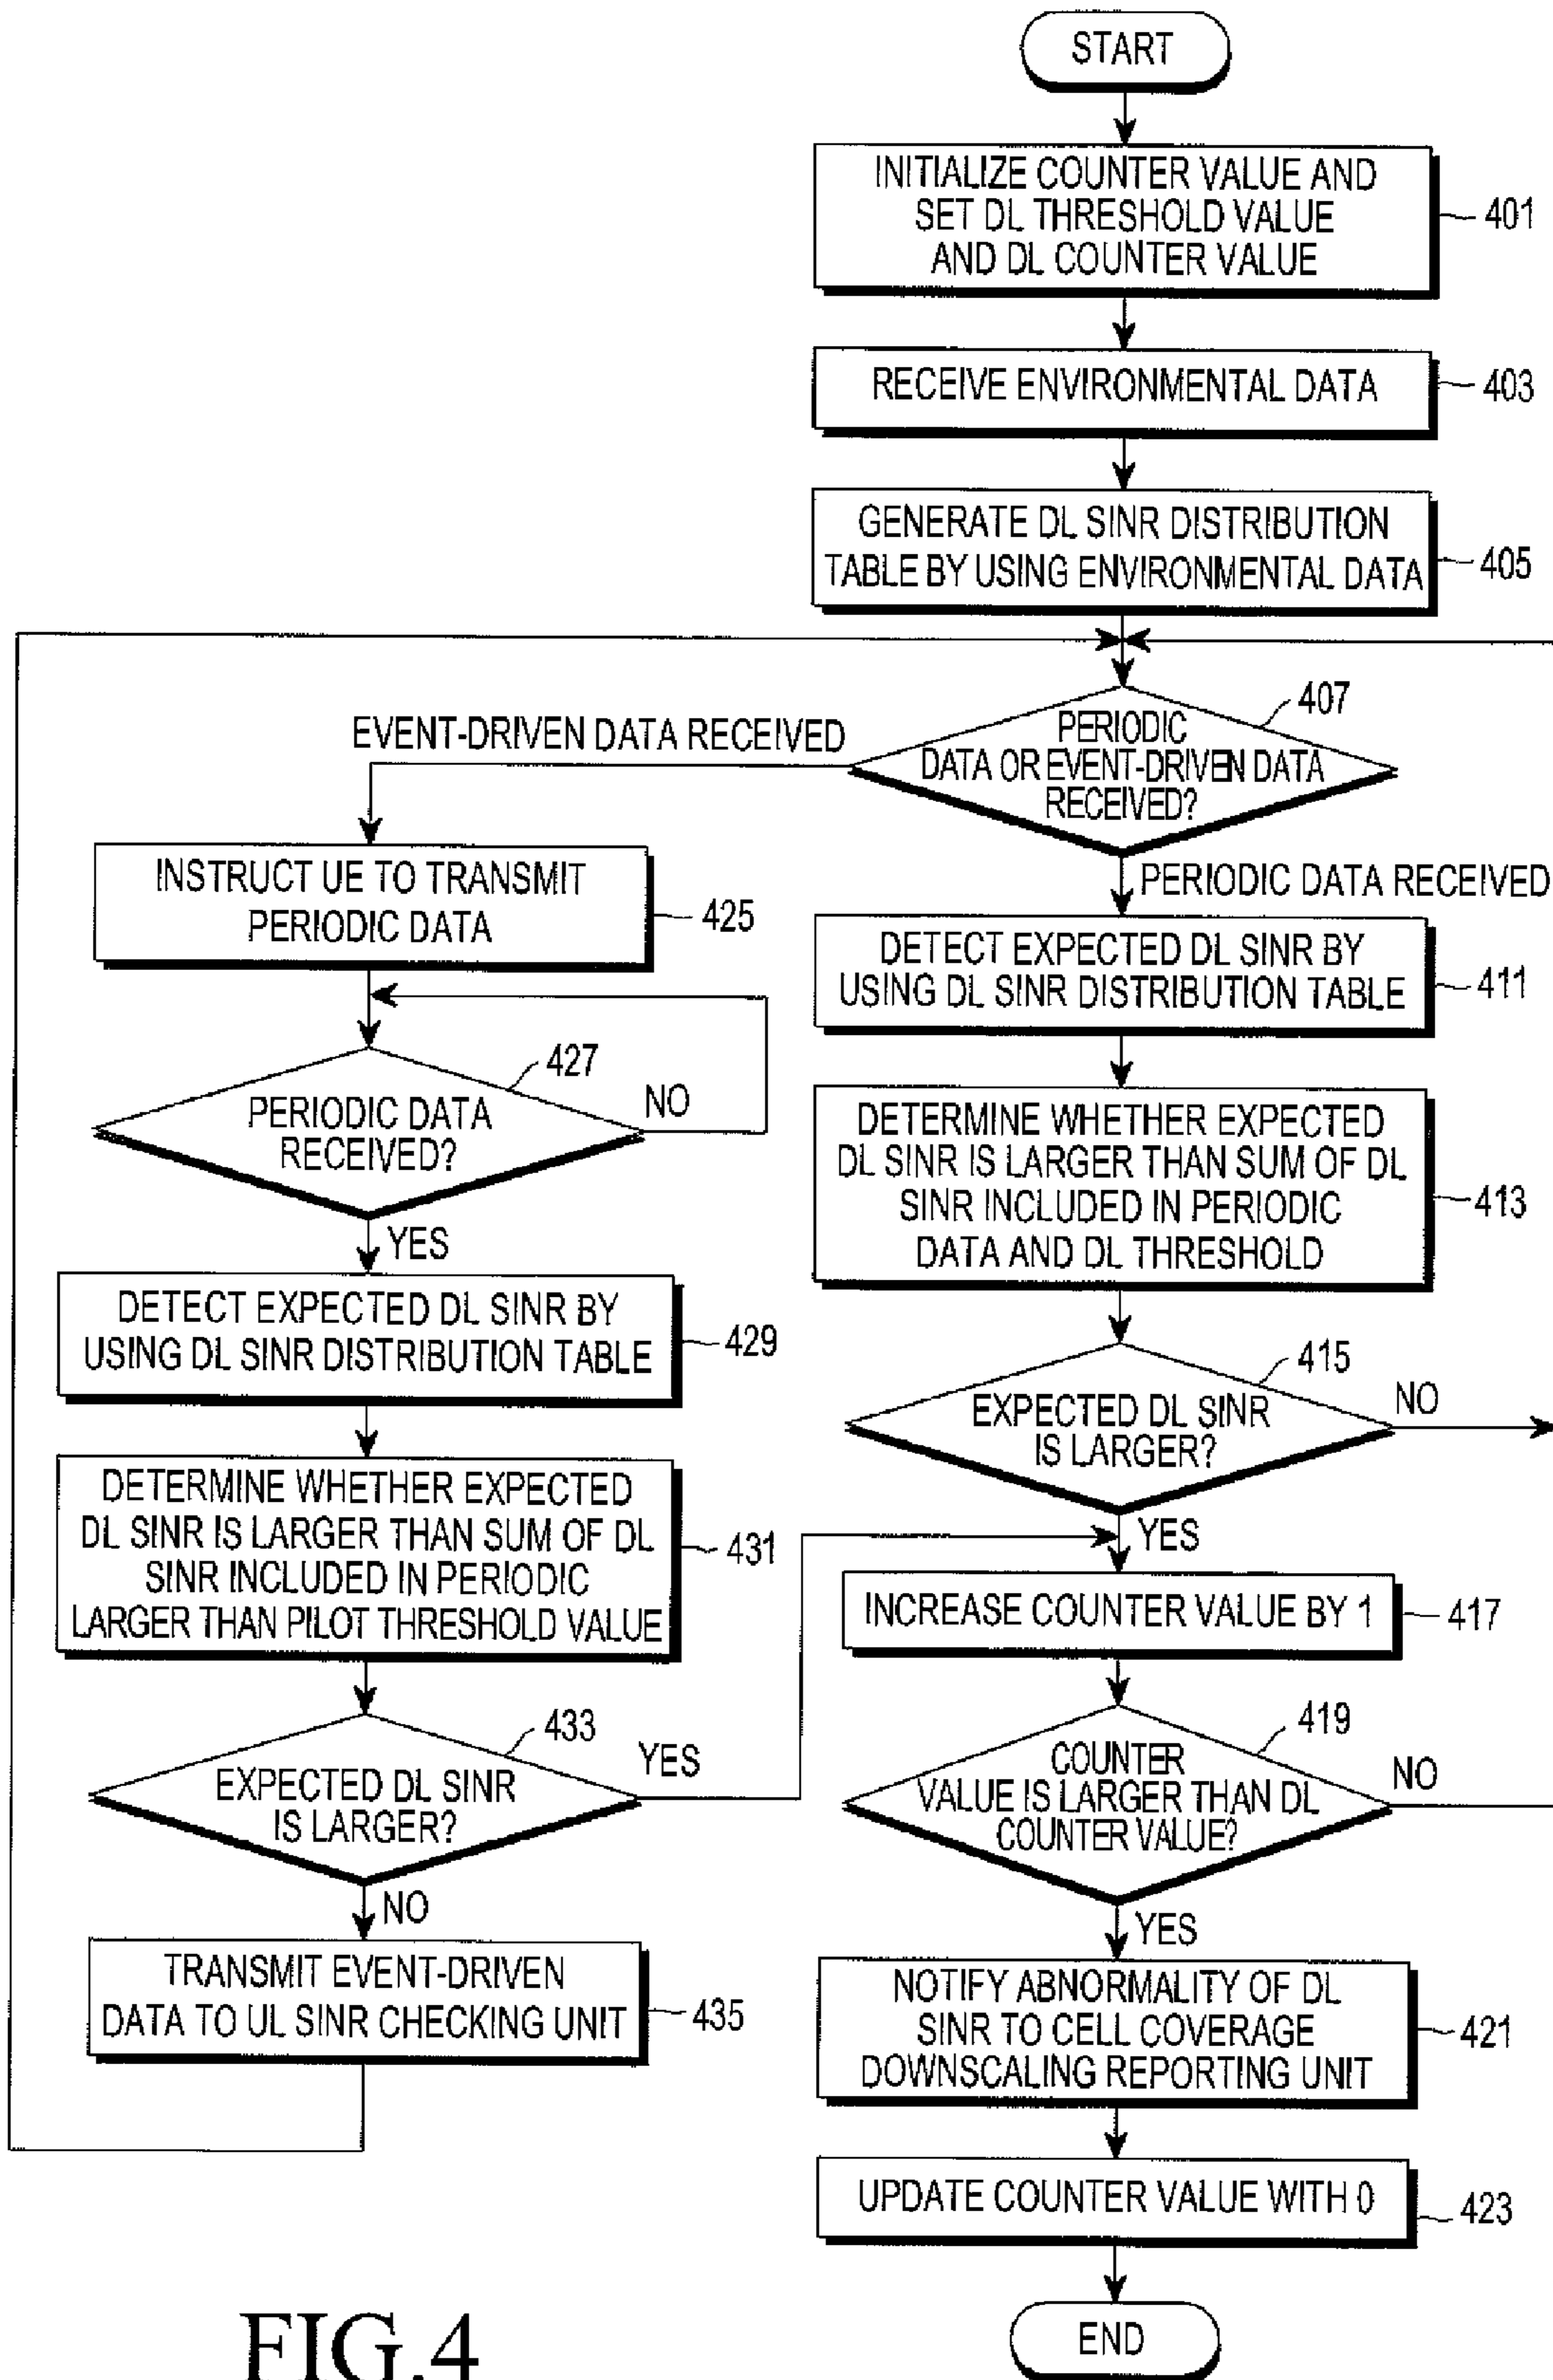 START
INITIALIZE COUNTER VALUE AND
SET DL THRESHOLD VALUE
AND DL COUNTER VALUE
401
RECEIVE ENVIRONMENTAL DATA
403
GENERATE DL SINR DISTRIBUTION
TABLE BY USING ENVIRONMENTAL DATA
405
407
PERIODIC
DATA OR EVENT-DRIVEN DATA
RECEIVED?
EVENT-DRIVEN DATA RECEIVED
PERIODIC DATA RECEIVED
INSTRUCT UE TO TRANSMIT
PERIODIC DATA
425
427
PERIODIC DATA
RECEIVED?
NO
YES
DETECT EXPECTED DL SINR BY
USING DL SINR DISTRIBUTION TABLE
429
DETERMINE WHETHER EXPECTED
DL SINR IS LARGER THAN SUM OF DL
SINR INCLUDED IN PERIODIC
LARGER THAN PILOT THRESHOLD VALUE
431
433
EXPECTED DL SINR
IS LARGER?
YES
NO
TRANSMIT EVENT-DRIVEN
DATA TO UL SINR CHECKING UNIT
435
DETECT EXPECTED DL SINR BY
USING DL SINR DISTRIBUTION TABLE
411
DETERMINE WHETHER EXPECTED
DL SINR IS LARGER THAN SUM OF DL
SINR INCLUDED IN PERIODIC
DATA AND DL THRESHOLD
413
415
EXPECTED DL SINR
IS LARGER?
NO
YES
INCREASE COUNTER VALUE BY 1
417
419
COUNTER
VALUE IS LARGER THAN DL
COUNTER VALUE?
NO
YES
NOTIFY ABNORMALITY OF DL
SINR TO CELL COVERAGE
DOWNSCALING REPORTING UNIT
421
UPDATE COUNTER VALUE WITH 0
423
END
FIG.4